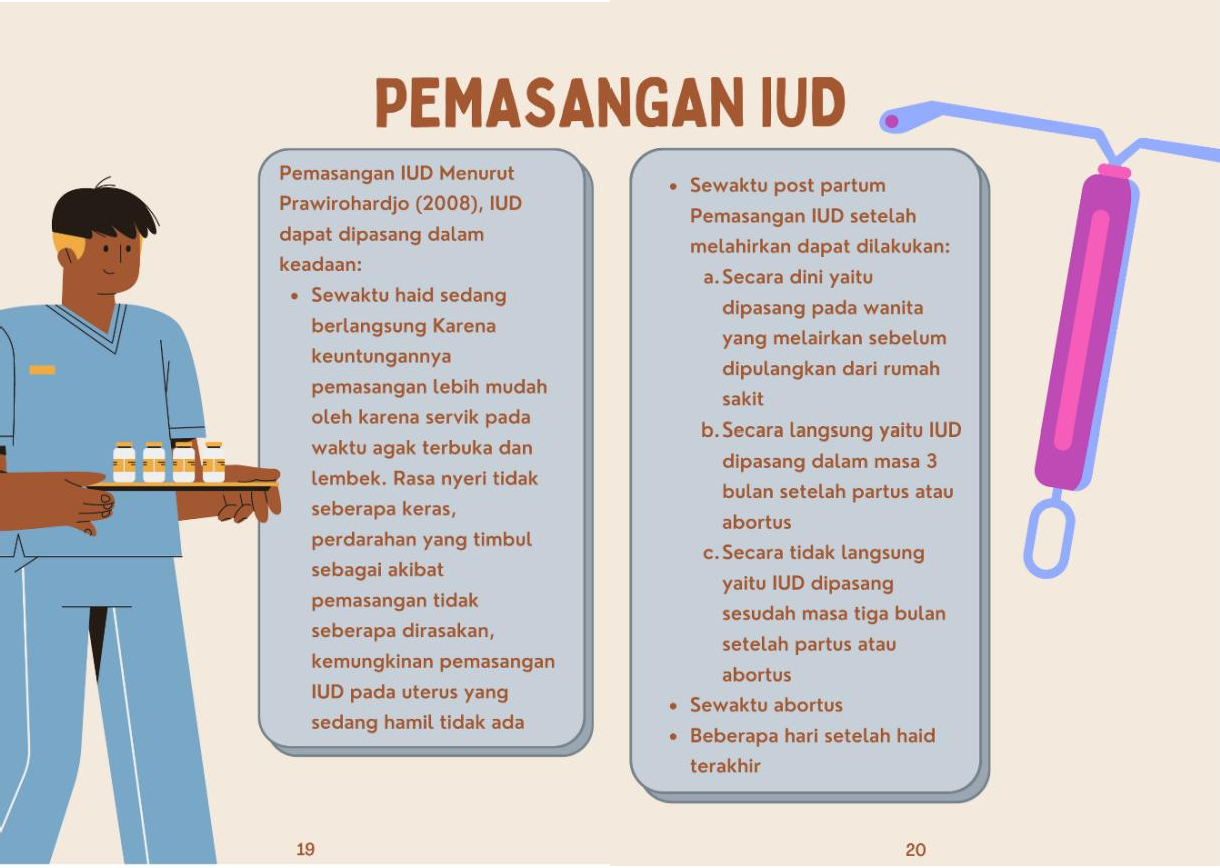 PEMASANGAN IUD
Pemasangan IUD Menurut
Prawirohardjo (2008), IUD
dapat dipasang dalam
keadaan:
• Sewaktu haid sedang
berlangsung Karena
keuntungannya
pemasangan lebih mudah
oleh karena servik pada
waktu agak terbuka dan
lembek. Rasa nyeri tidak
seberapa keras,
perdarahan yang timbul
sebagai akibat
pemasangan tidak
seberapa dirasakan,
kemungkinan pemasangan
IUD pada uterus yang
sedang hamil tidak ada
• Sewaktu post partum
Pemasangan IUD setelah
melahirkan dapat dilakukan:
a. Secara dini yaitu
dipasang pada wanita
yang melairkan sebelum
dipulangkan dari rumah
sakit
b. Secara langsung yaitu IUD
dipasang dalam masa 3
bulan setelah partus atau
abortus
c. Secara tidak langsung
yaitu IUD dipasang
sesudah masa tiga bulan
setelah partus atau
abortus
• Sewaktu abortus
• Beberapa hari setelah haid
terakhir
19
20